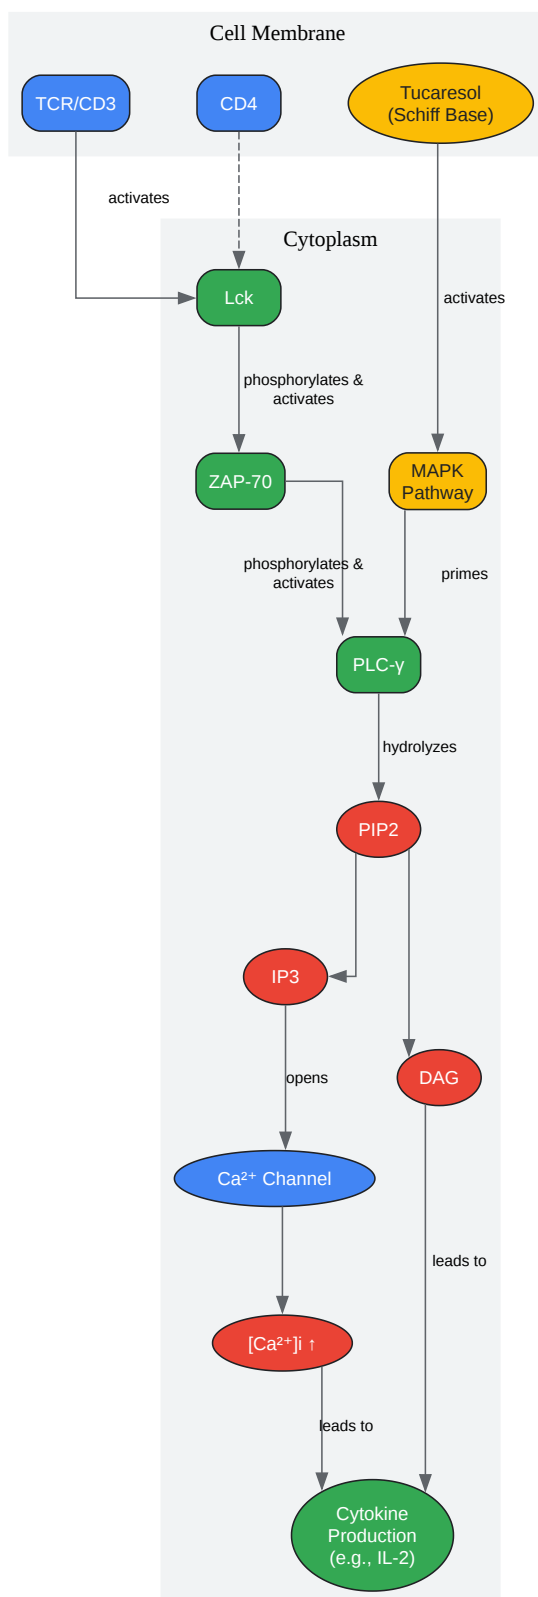 Cell Membrane
TCR/CD3
CD4
Tucaresol
(Schiff Base)
activates
Cytoplasm
Lck
activates
phosphorylates &
activates
ZAP-70
MAPK
Pathway
phosphorylates &
activates
primes
PLC-γ
hydrolyzes
PIP2
IP3
opens
DAG
Ca²⁺ Channel
leads to
[Ca²⁺]i ↑
leads to
Cytokine
Production
(e.g., IL-2)